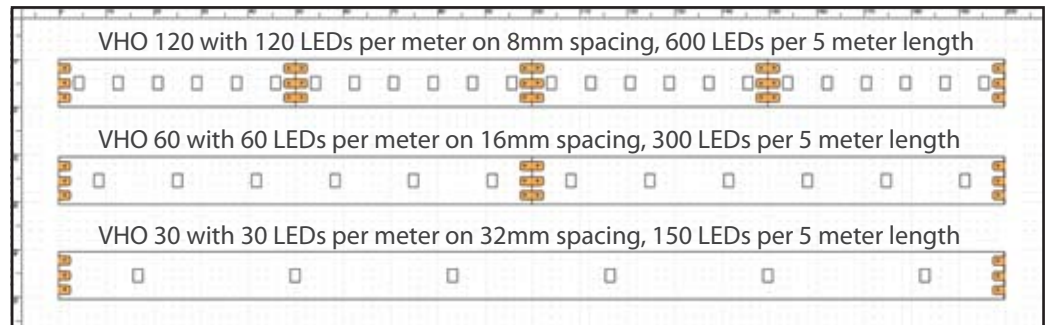 VHO 120 with 120 LEDs per meter on 8mm spacing, 600 LEDs per 5 meter length
VHO 60 with 60 LEDs per meter on 16mm spacing, 300 LEDs per 5 meter length
VHO 30 with 30 LEDs per meter on 32mm spacing, 150 LEDs per 5 meter length